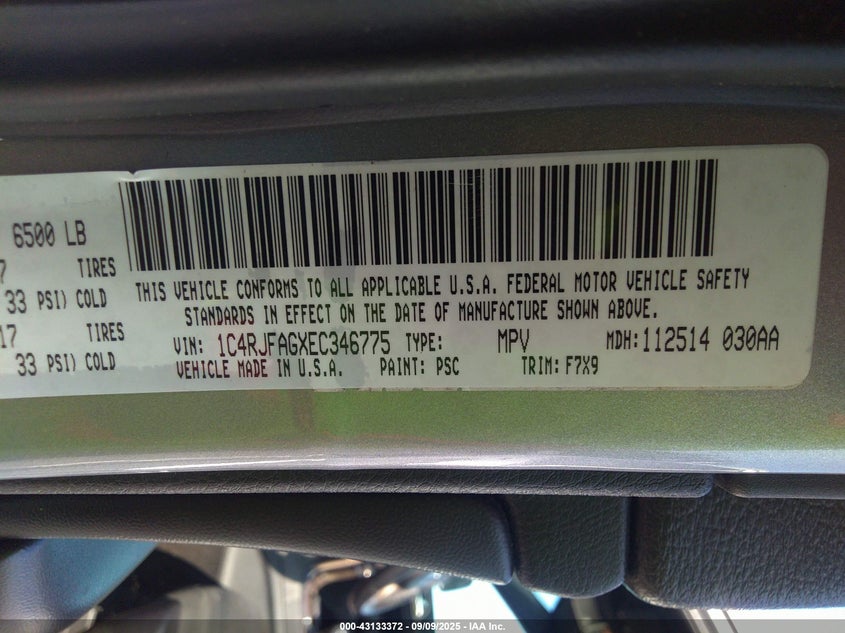 6500 LB
7 TIRES
33 PSI) COLD
17 TIRES
33 PSI) COLD
THIS VEHICLE CONFORMS TO ALL APPLICABLE U.S.A. FEDERAL MOTOR VEHICLE SAFETY
STANDARDS IN EFFECT ON THE DATE OF MANUFACTURE SHOWN ABOVE.
VIN: 1C4RJFAGXEC346775 TYPE: MPV MDH:112514 030AA
VEHICLE MADE IN U.S.A. PAINT: PSC TRIM: F7X9
000-43133372 - 09/09/2025 - IAA Inc.